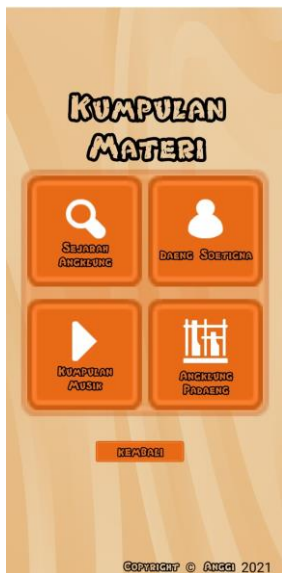 Kumpulan
Materi
Sejarah
Angklung
Daeng Soetigna
Kumpulan
Musik
Angklung
Padaeng
KEMBALI
Copyright © Anggi 2021